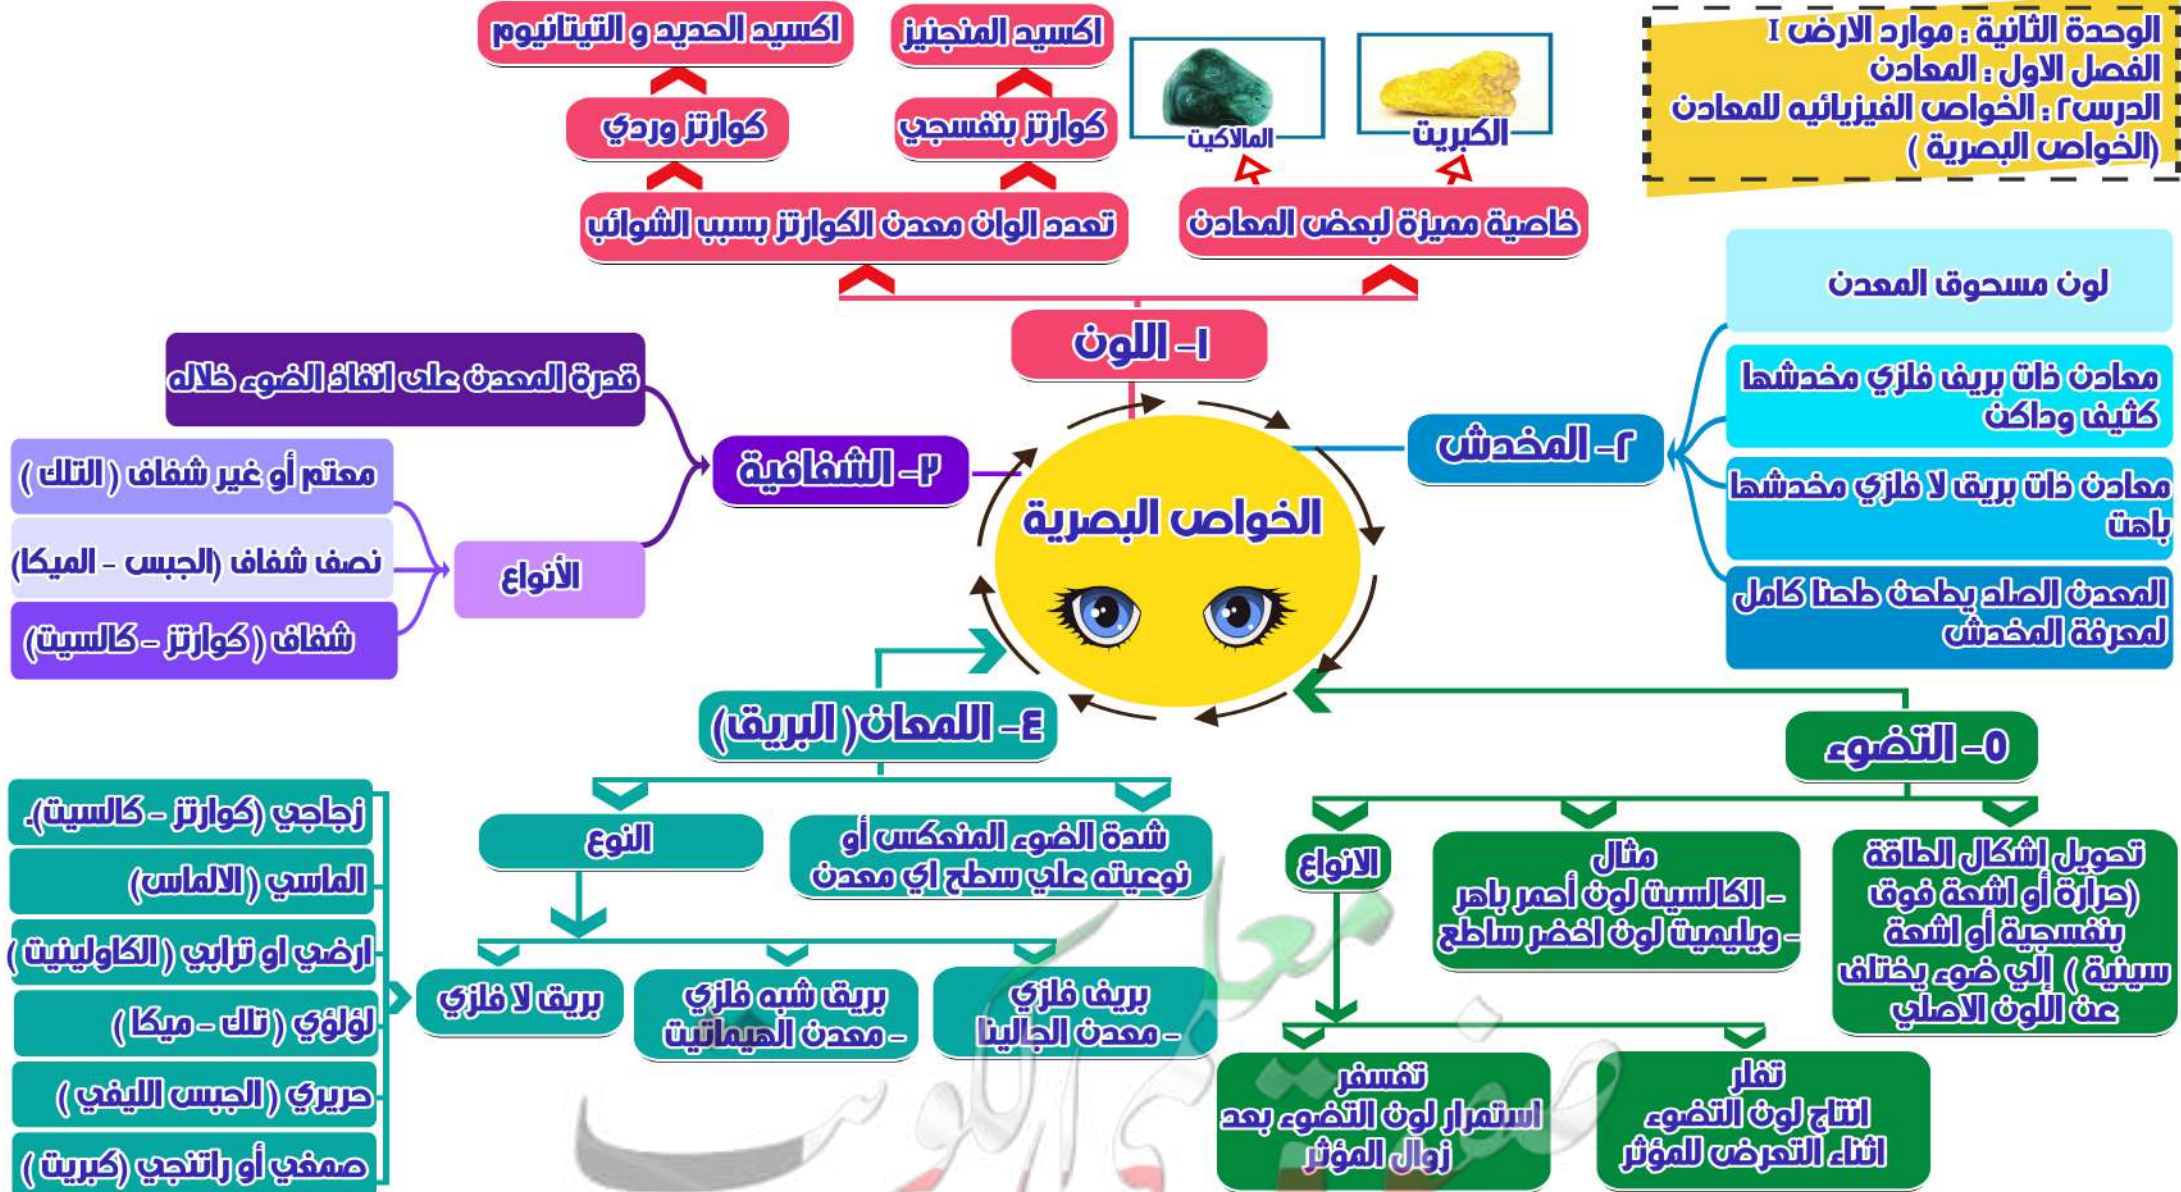 الوحدة الثانية : موارد الارض I
الفصل الاول : المعادن
الدرس٢ : الخواص الفيزيائيه للمعادن
(الخواص البصرية )
الخواص البصرية
١- اللون
خاصية مميزة لبعض المعادن
الكبريت
المالاكيت
تعدد الوان معدن الكوارتز بسبب الشوائب
كوارتز بنفسجي
اكسيد المنجنيز
كوارتز وردي
اكسيد الحديد و التيتانيوم
٢- المخدش
لون مسحوق المعدن
معادن ذات بريف فلزي مخدشها
كثيف وداكن
معادن ذات بريق لا فلزي مخدشها
باهت
المعدن الصلد يطحن طحنا كامل
لمعرفة المخدش
٣- الشفافية
قدرة المعدن على انفاذ الضوء خلاله
الأنواع
معتم أو غير شفاف ( التلك )
نصف شفاف (الجبس - الميكا)
شفاف ( كوارتز - كالسيت)
٤- اللمعان( البريق)
شدة الضوء المنعكس أو
نوعيته علي سطح اي معدن
النوع
بريف فلزي
- معدن الجالينا
بريق شبه فلزي
- معدن الهيماتيت
بريق لا فلزي
زجاجي (كوارتز - كالسيت).
الماسي ( الالماس)
ارضي او ترابي ( الكاولينيت )
لؤلؤي ( تلك - ميكا )
حريري ( الجبس الليفي )
صمغي أو راتنجي (كبريت )
٥- التضوء
تحويل اشكال الطاقة
(حرارة أو اشعة فوق
بنفسجية أو اشعة
سينية ) إلي ضوء يختلف
عن اللون الاصلي
مثال
- الكالسيت لون أحمر باهر
- ويليميت لون اخضر ساطع
الانواع
تفلر
انتاج لون التضوء
اثناء التعرض للمؤثر
تفسفر
استمرار لون التضوء بعد
زوال المؤثر